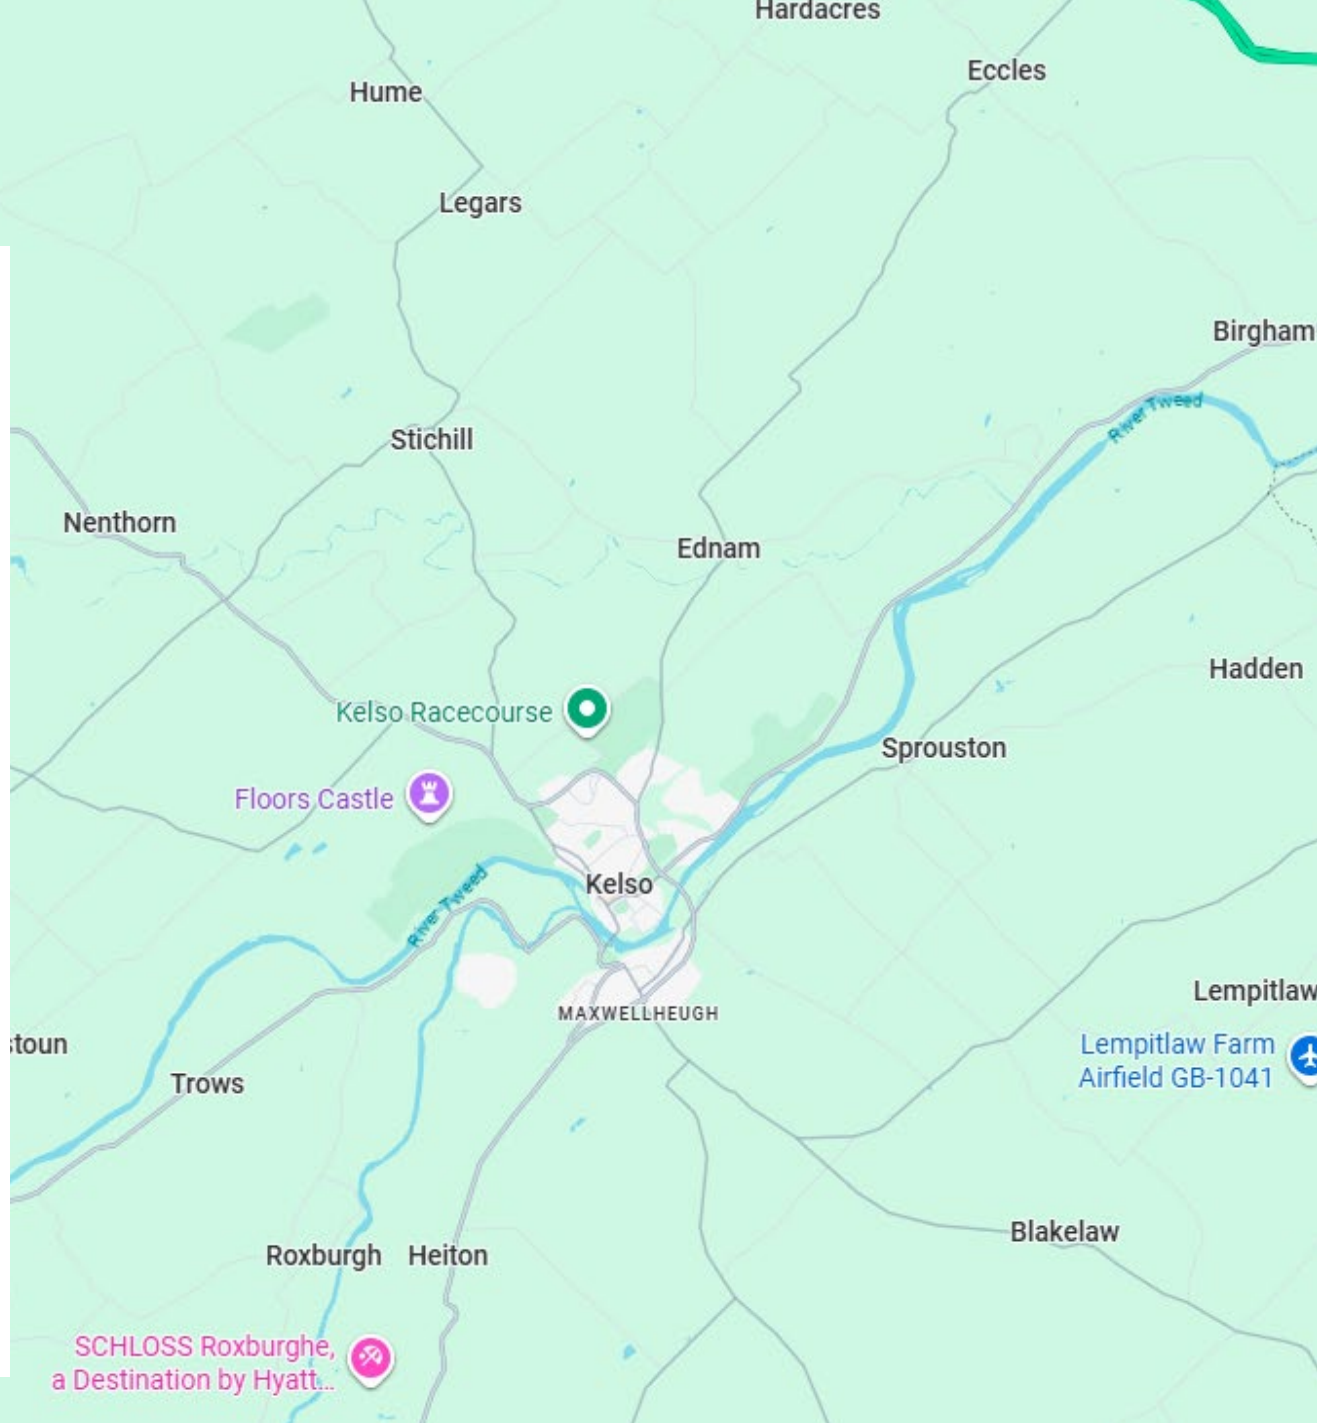 Hardacres
Eccles
Hume
Legars
Birgham
River Tweed
Stichill
Nenthorn
Ednam
Hadden
Kelso Racecourse
Sprouston
Floors Castle
River Tweed
Kelso
Lempitlaw
MAXWELLHEUGH
stoun
Lempitlaw Farm
Airfield GB-1041
Trows
Blakelaw
Roxburgh
Heiton
SCHLOSS Roxburghe,
a Destination by Hyatt...